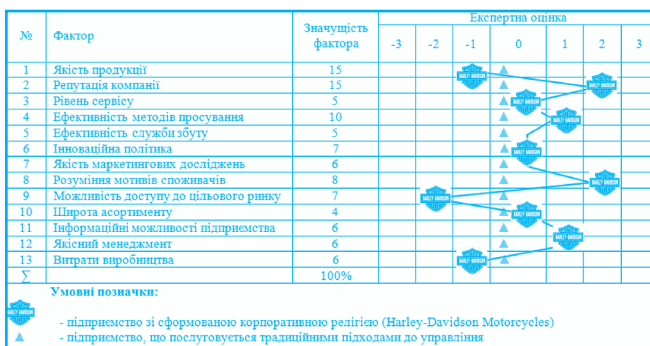 № Фактор Значущість фактора Експертна оцінка
-3 -2 -1 0 1 2 3
1 Якість продукції 15
2 Репутація компанії 15
3 Рівень сервісу 5
4 Ефективність методів просування 10
5 Ефективність служби збуту 5
6 Інноваційна політика 7
7 Якість маркетингових досліджень 6
8 Розуміння мотивів споживачів 8
9 Можливість доступу до цільового ринку 7
10 Широта асортименту 4
11 Інформаційні можливості підприємства 6
12 Якісний менеджмент 6
13 Витрати виробництва 6
Σ 100%
Умовні позначки:
- підприємство зі сформованою корпоративною релігією (Harley-Davidson Motorcycles)
- підприємство, що послуговується традиційними підходами до управління